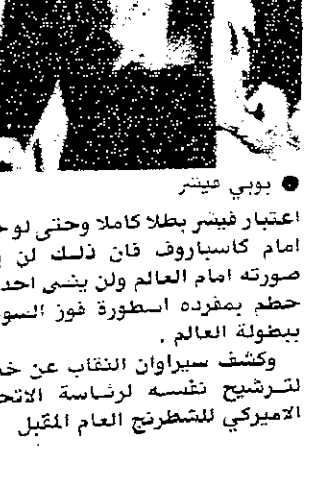 ● بوبي فيشر
اعتبار فيشر بطلا كاملا وحتى لو
امام كاسباروف فان ذلك لن
صورته امام العالم ولن ينسى احد
حطم بمفرده اسطورة فوز السو
ببطولة العالم .
وكشف سيراوان النقاب عن
لترشيح نفسه لرئاسة الاتحـ
الاميركي للشطرنج العام المقبل